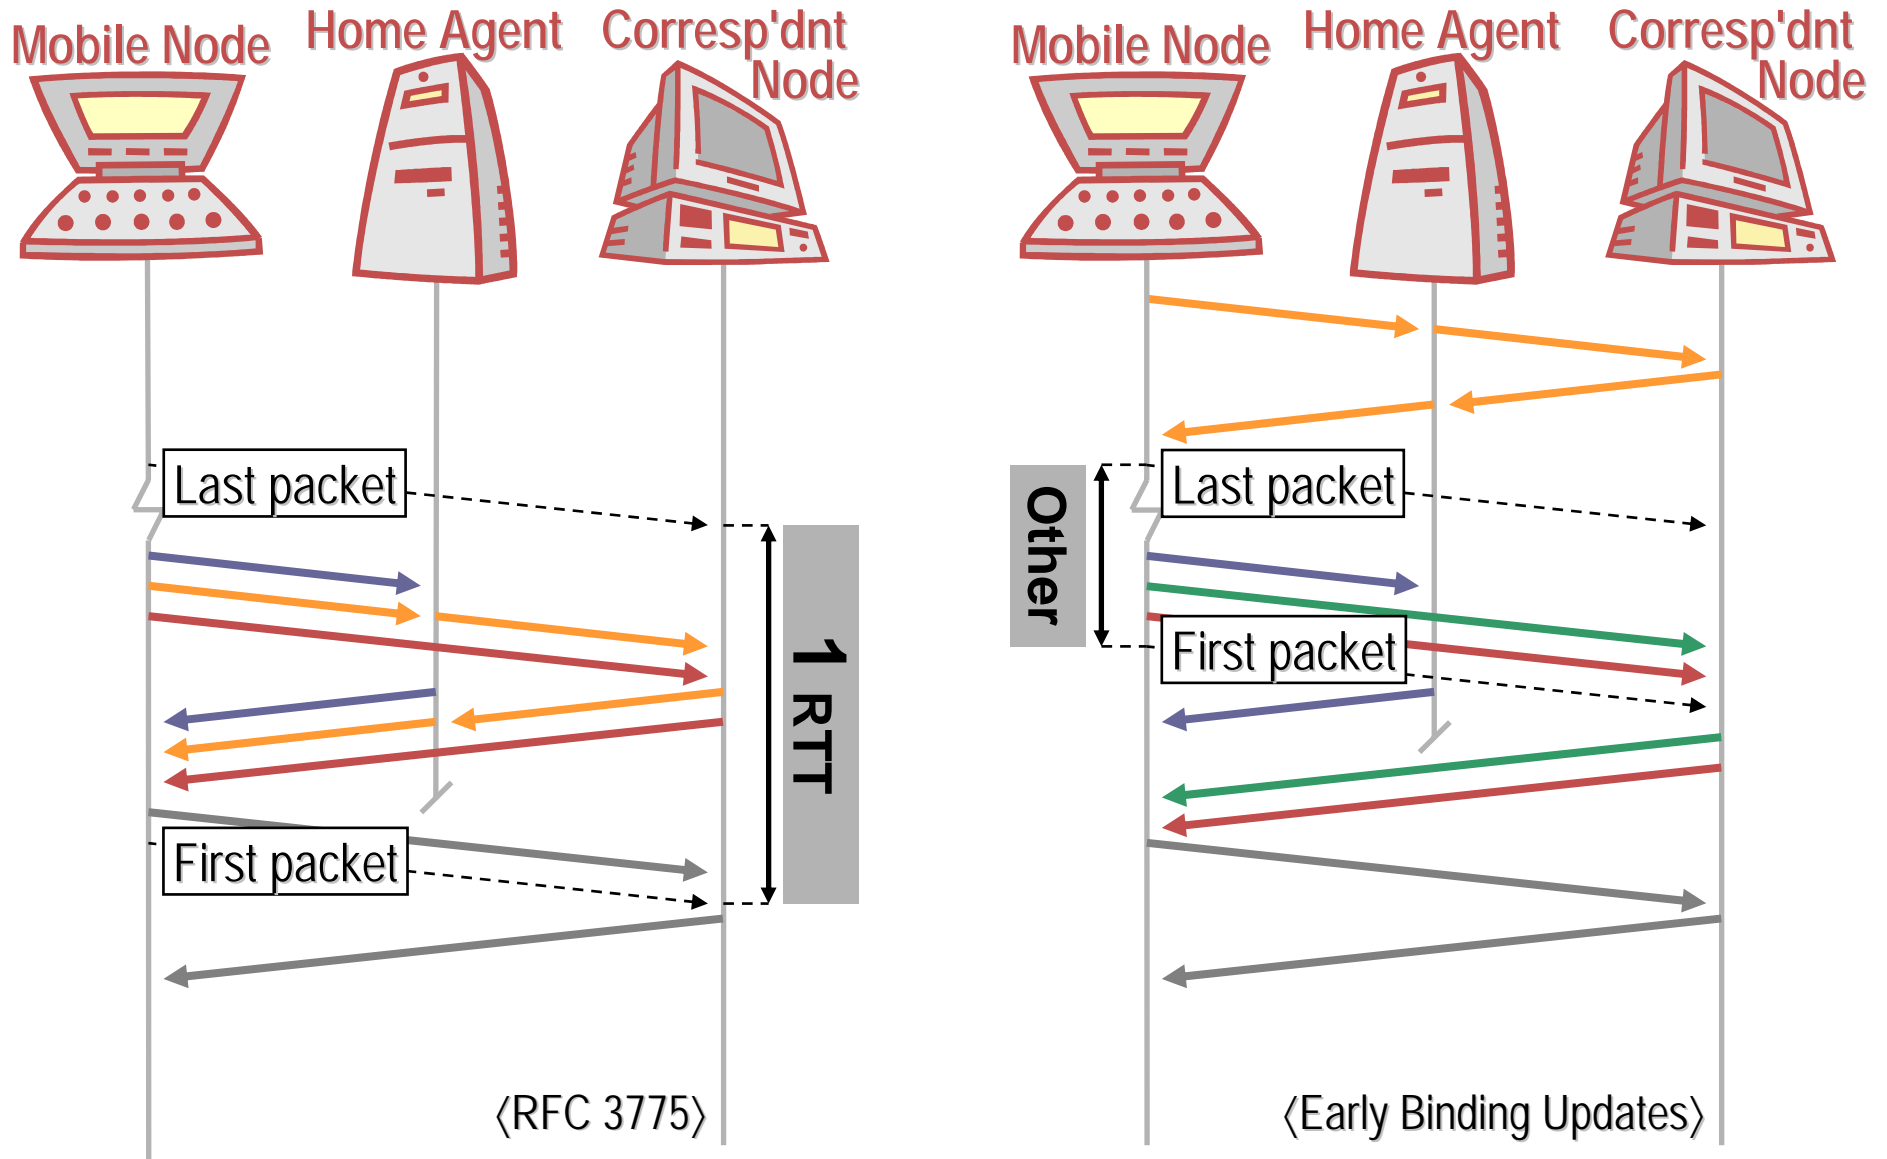 Mobile Node
Home Agent
Corresp'dnt
Node
Last packet
1 RTT
First packet
〈RFC 3775〉
Mobile Node
Home Agent
Corresp'dnt
Node
Last packet
Other
First packet
〈Early Binding Updates〉